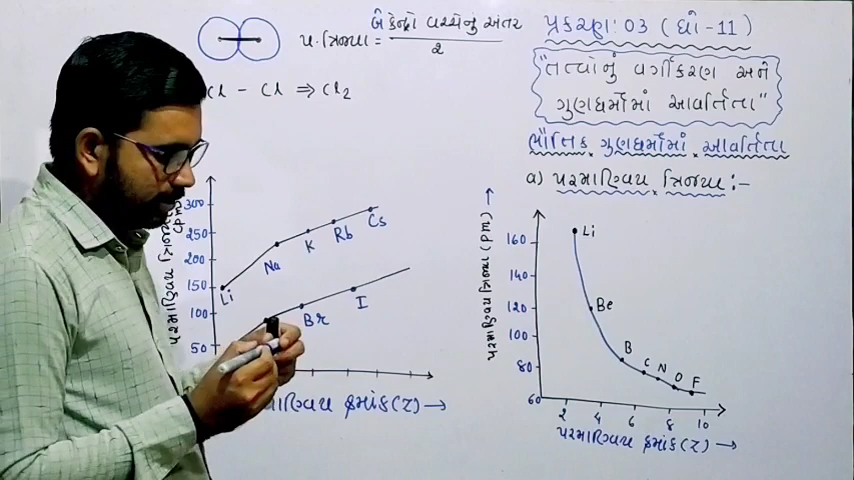 પ.ત્રિજ્યા = બે કેન્દ્રો વચ્ચેનું અંતર
2
Cl - Cl ⇒ Cl2
પ્રકરણ: 03 (ધો-11)
"તત્વોનું વર્ગીકરણ અને
ગુણધર્મોમાં આવર્તિતા"
ભૌતિક ગુણધર્મોમાં આવર્તિતા
a) પરમાણ્વિય ત્રિજ્યા :-
300
250
200
150
100
50
Li
Na
K
Rb
Cs
Br
I
ક્રમાંક(Z) →
પરમાણ્વિય ત્રિજ્યા (pm) →
160
140
120
100
80
60
Li
Be
B
C
N
O
F
2 4 6 8 10
પરમાણ્વિય ક્રમાંક(Z) →